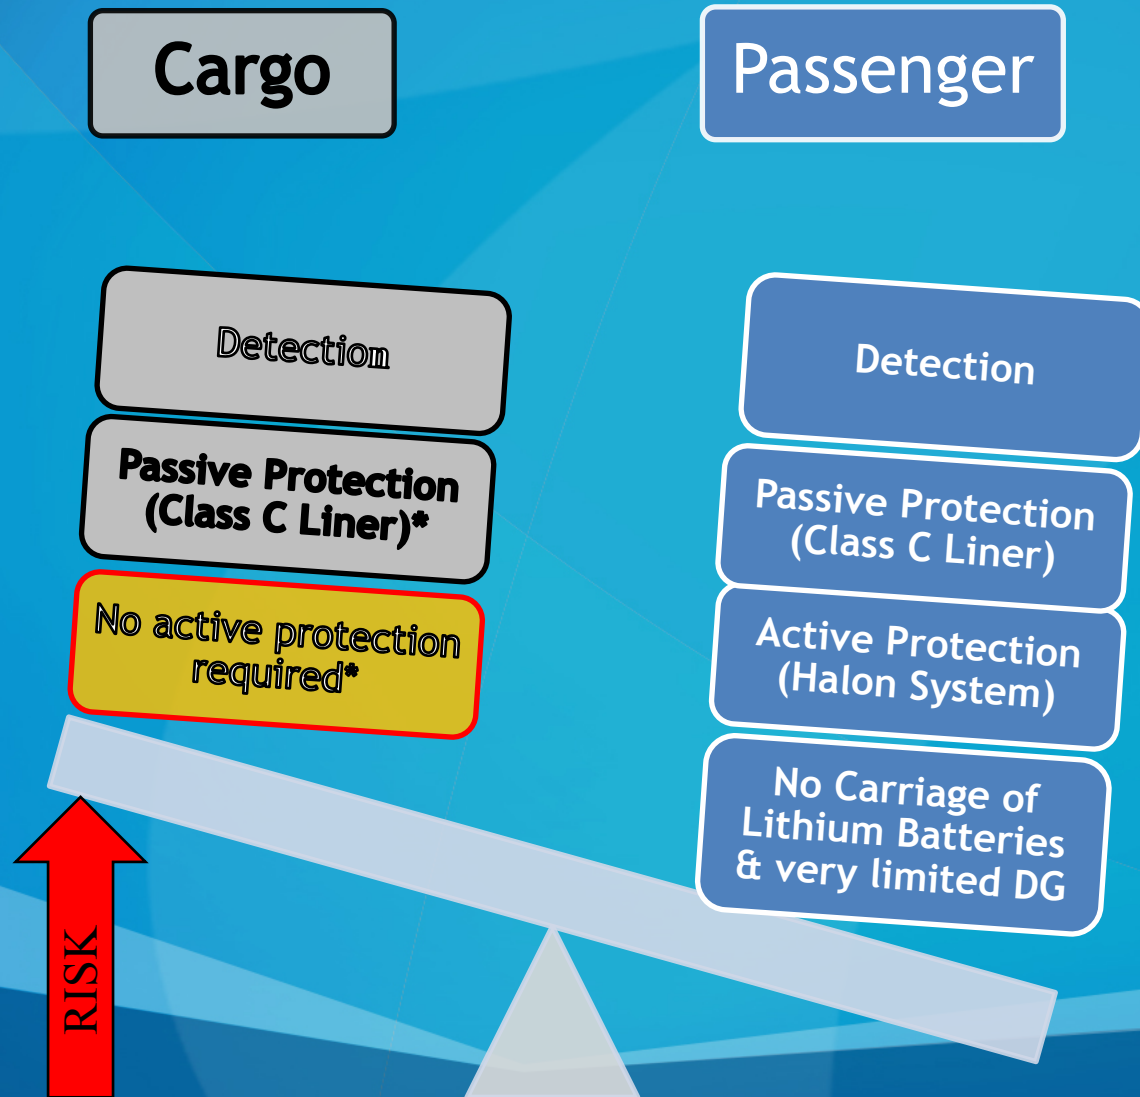 Cargo
Passenger
Detection
Passive Protection
(Class C Liner)*
No active protection
required*
Detection
Passive Protection
(Class C Liner)
Active Protection
(Halon System)
No Carriage of
Lithium Batteries
& very limited DG
RISK